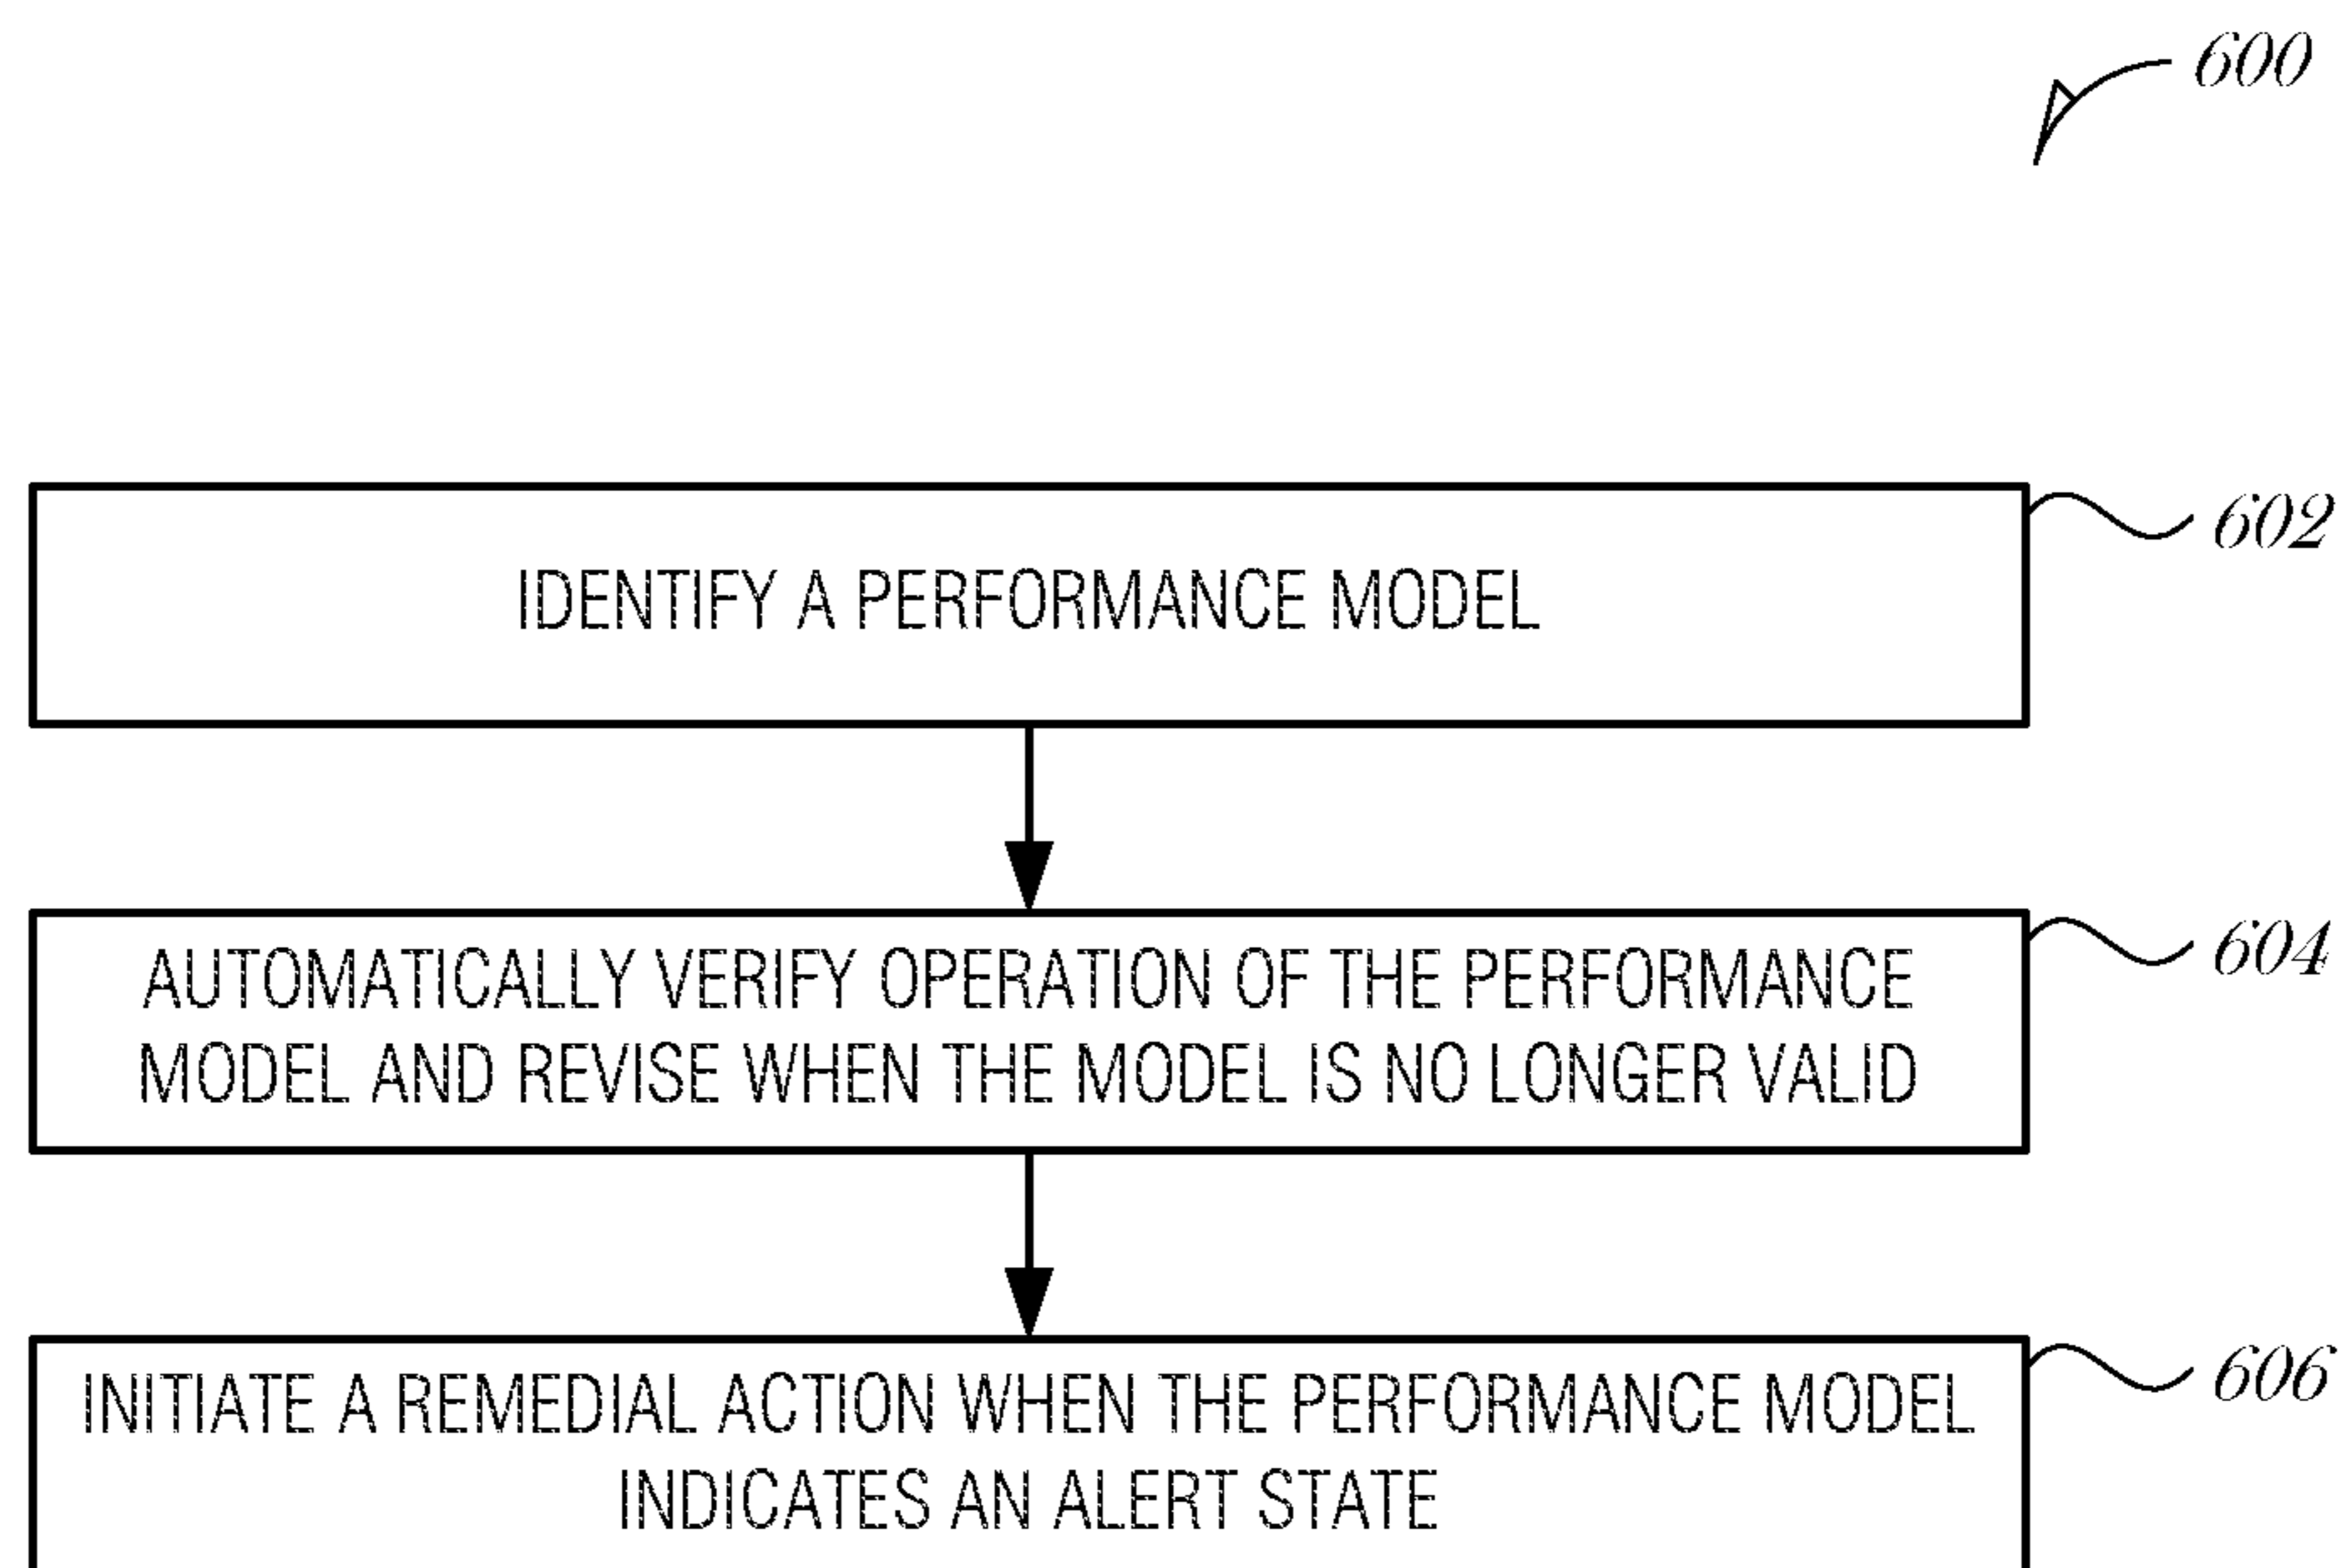 600
602
IDENTIFY A PERFORMANCE MODEL
604
AUTOMATICALLY VERIFY OPERATION OF THE PERFORMANCE
MODEL AND REVISE WHEN THE MODEL IS NO LONGER VALID
606
INITIATE A REMEDIAL ACTION WHEN THE PERFORMANCE MODEL
INDICATES AN ALERT STATE